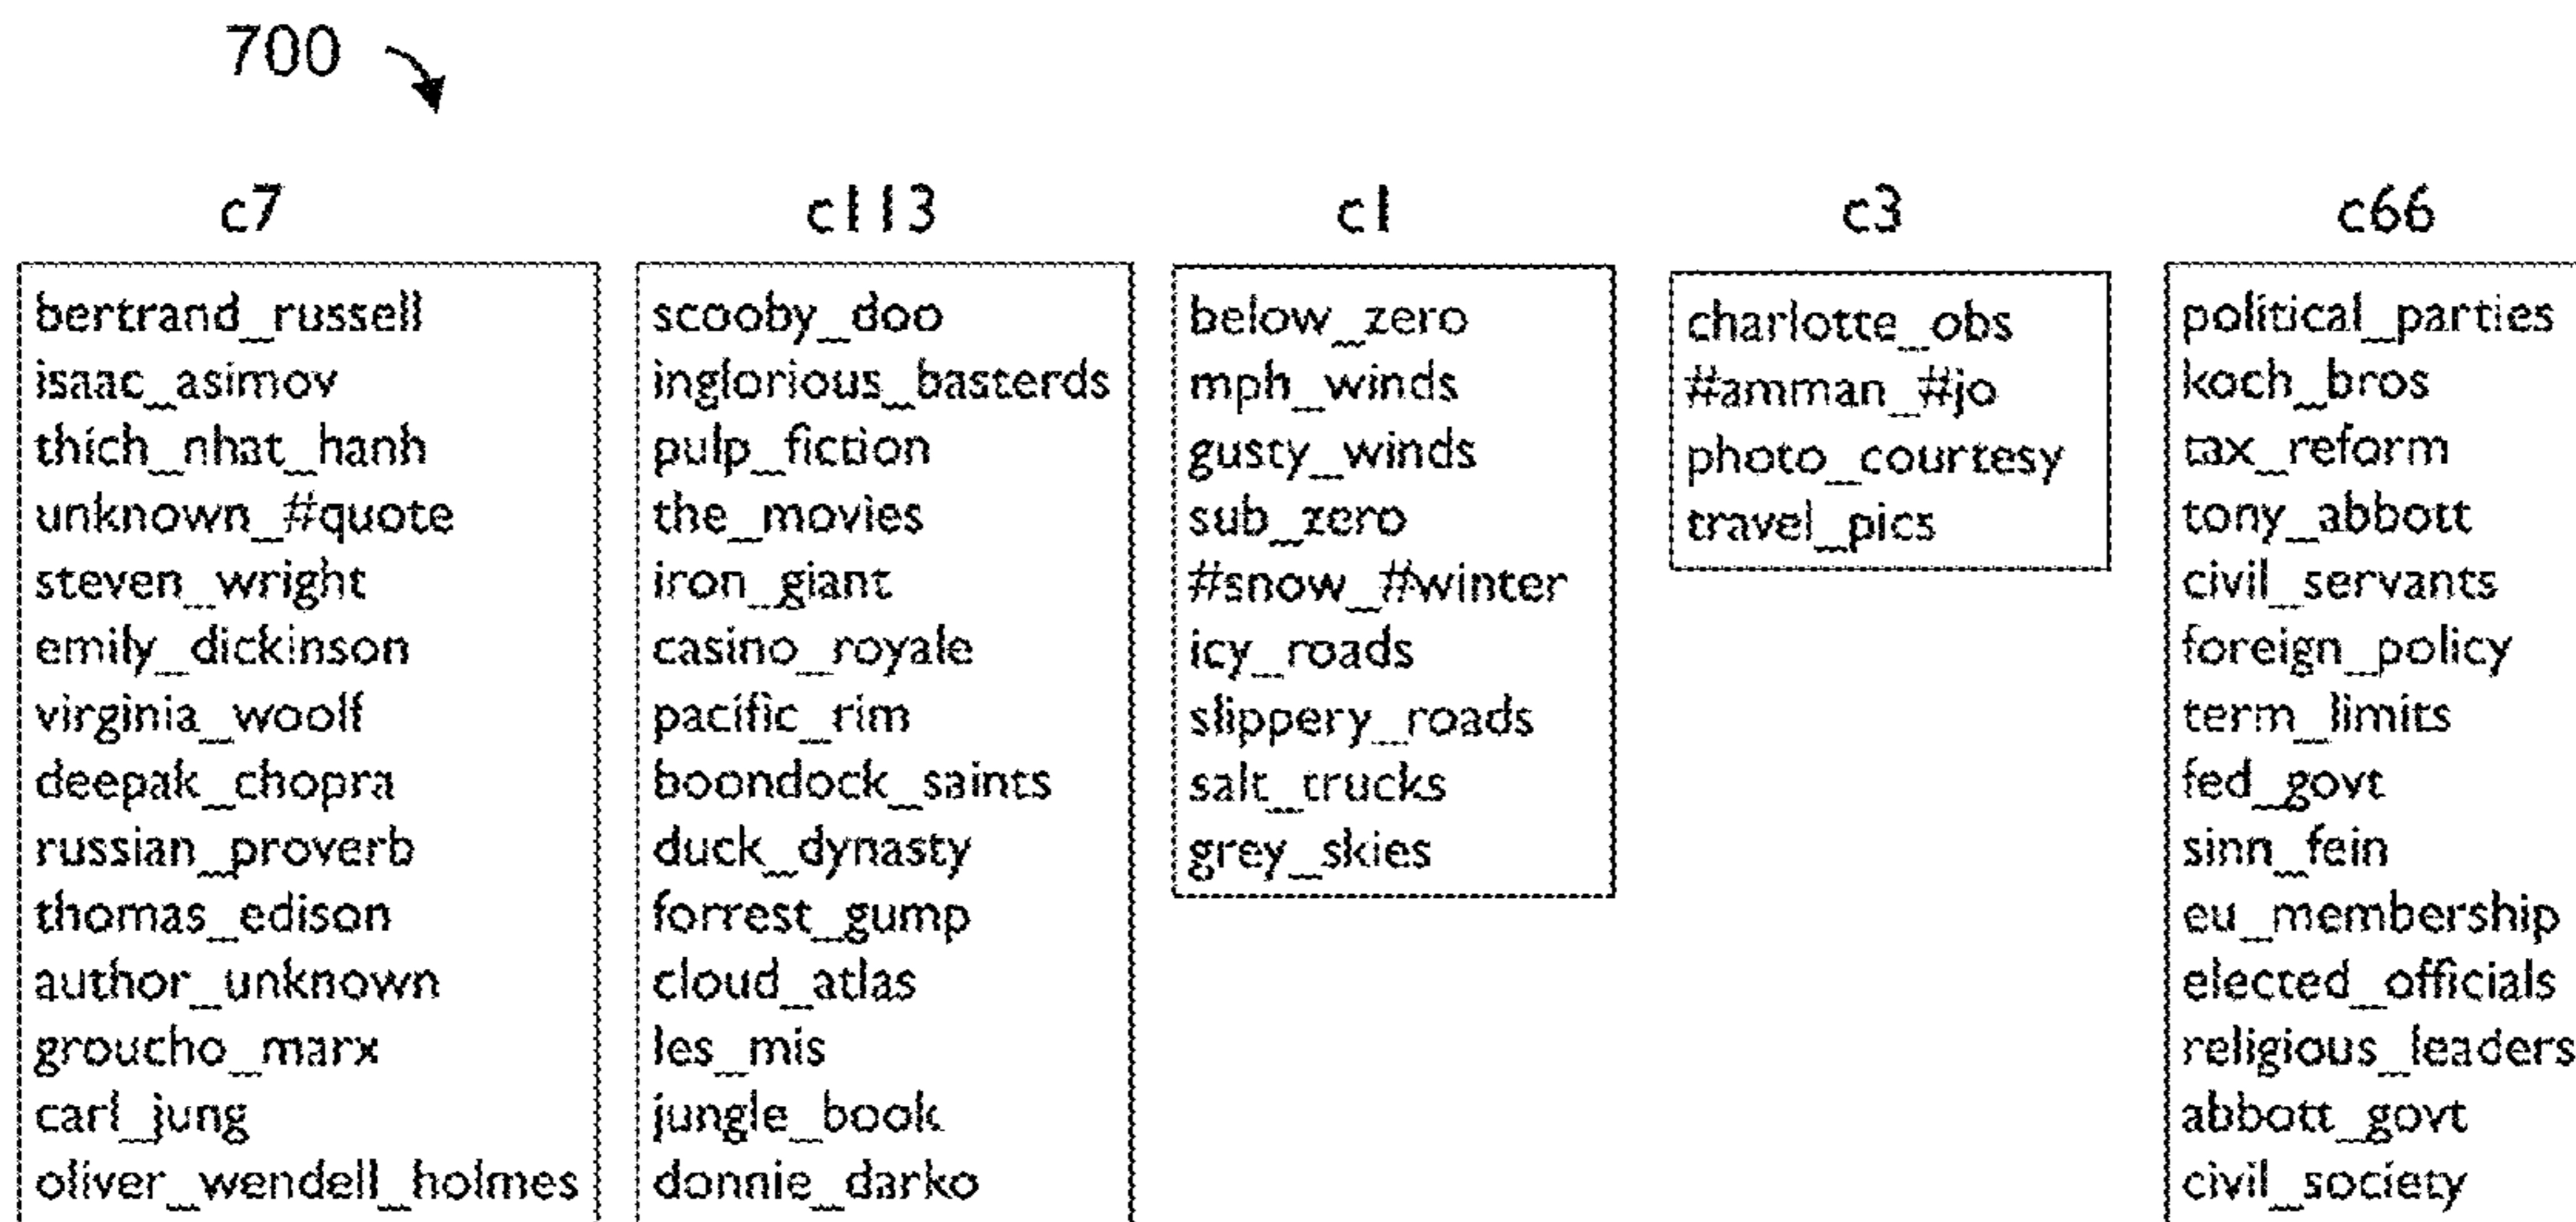 700
c7
bertrand_russell
isaac_asimov
thich_nhat_hanh
unknown_#quote
steven_wright
emily_dickinson
virginia_woolf
deepak_chopra
russian_proverb
thomas_edison
author_unknown
groucho_marx
carl_jung
oliver_wendell_holmes
c113
scooby_doo
inglorious_basterds
pulp_fiction
the_movies
iron_giant
casino_royale
pacific_rim
boondock_saints
duck_dynasty
forrest_gump
cloud_atlas
les_mis
jungle_book
donnie_darko
c1
below_zero
mph_winds
gusty_winds
sub_zero
#snow_#winter
icy_roads
slippery_roads
salt_trucks
grey_skies
c3
charlotte_obs
#amman_#jo
photo_courtesy
travel_pics
c66
political_parties
koch_bros
tax_reform
tony_abbott
civil_servants
foreign_policy
term_limits
fed_govt
sinn_fein
eu_membership
elected_officials
religious_leaders
abbott_govt
civil_society